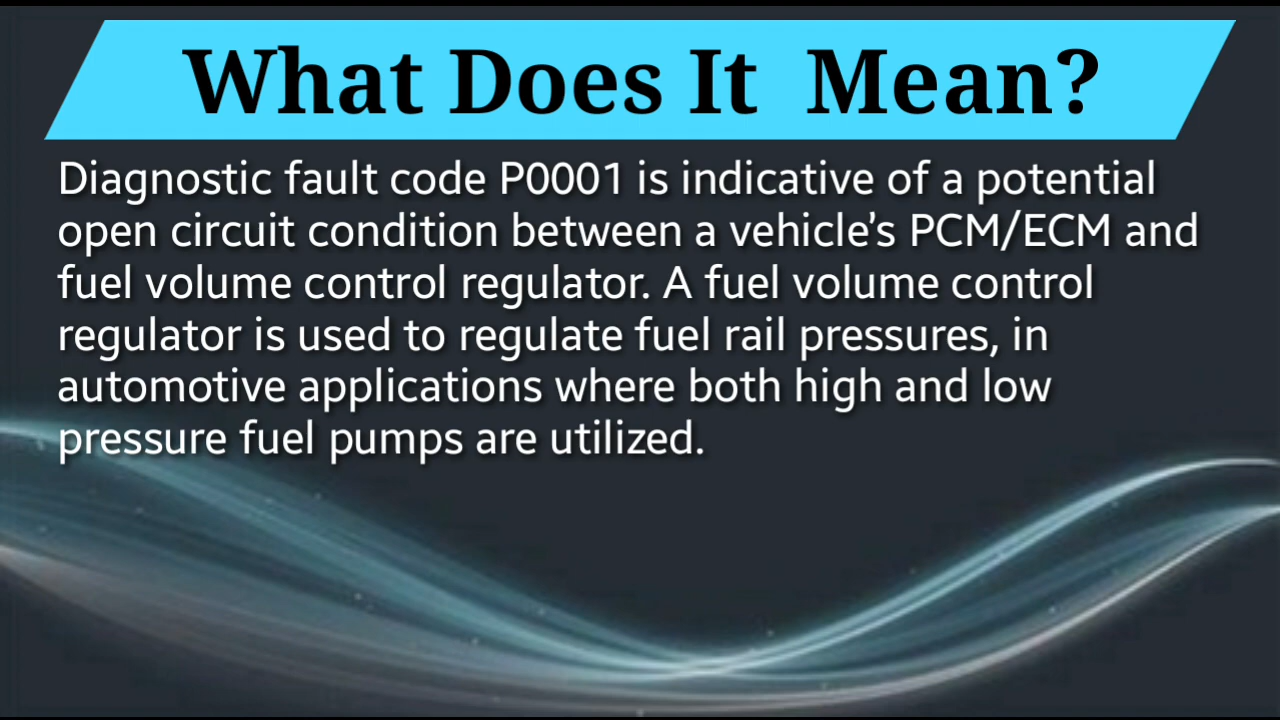 What Does It Mean?
Diagnostic fault code P0001 is indicative of a potential
open circuit condition between a vehicle’s PCM/ECM and
fuel volume control regulator. A fuel volume control
regulator is used to regulate fuel rail pressures, in
automotive applications where both high and low
pressure fuel pumps are utilized.